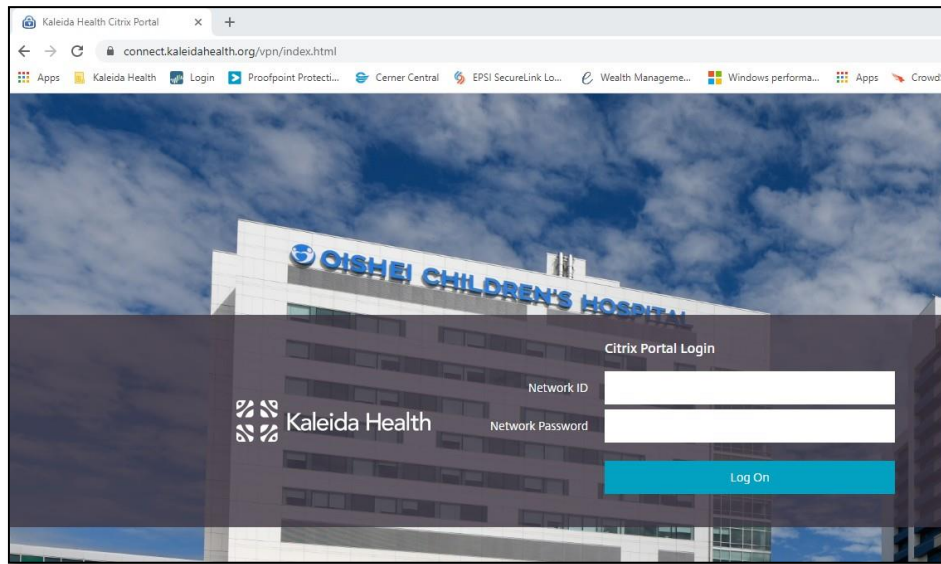 Kaleida Health Citrix Portal
connect.kaleidahealth.org/vpn/index.html
Apps Kaleida Health Login Proofpoint Protecti... Cerner Central EPSI SecureLink Lo... Wealth Manageme... Windows performa... Apps Crowd
OISHEI CHILDREN'S HOSPITAL
Citrix Portal Login
Network ID
Kaleida Health
Network Password
Log On